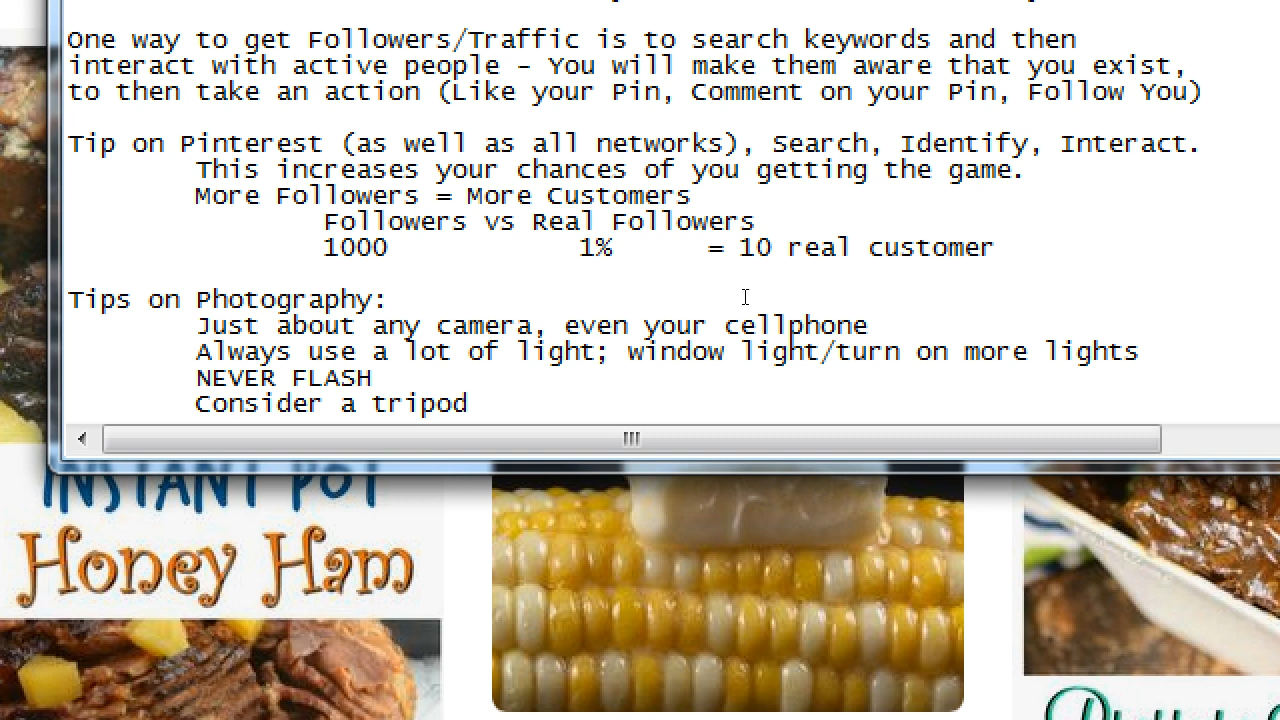 One way to get Followers/Traffic is to search keywords and then
interact with active people - You will make them aware that you exist,
to then take an action (Like your Pin, Comment on your Pin, Follow You)
Tip on Pinterest (as well as all networks), Search, Identify, Interact.
This increases your chances of you getting the game.
More Followers = More Customers
Followers vs Real Followers
1000 1% = 10 real customer
Tips on Photography:
Just about any camera, even your cellphone
Always use a lot of light; window light/turn on more lights
NEVER FLASH
Consider a tripod
INSTANT POT
Honey Ham